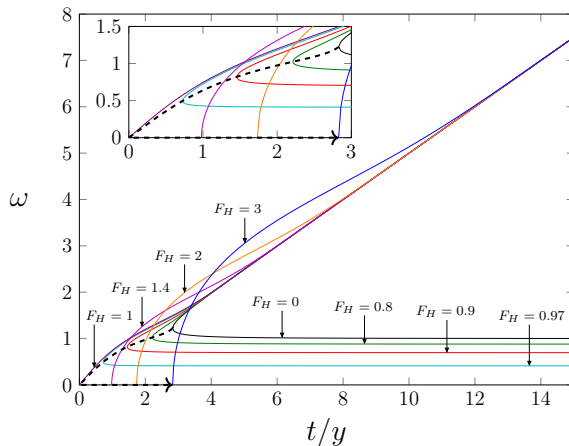 8
7
6
5
4
3
2
1
0
ω
1.5
1
0.5
0
0 1 2 3
F_H = 3
F_H = 2
F_H = 1.4
F_H = 1
F_H = 0
F_H = 0.8
F_H = 0.9
F_H = 0.97
0 2 4 6 8 10 12 14
t/y